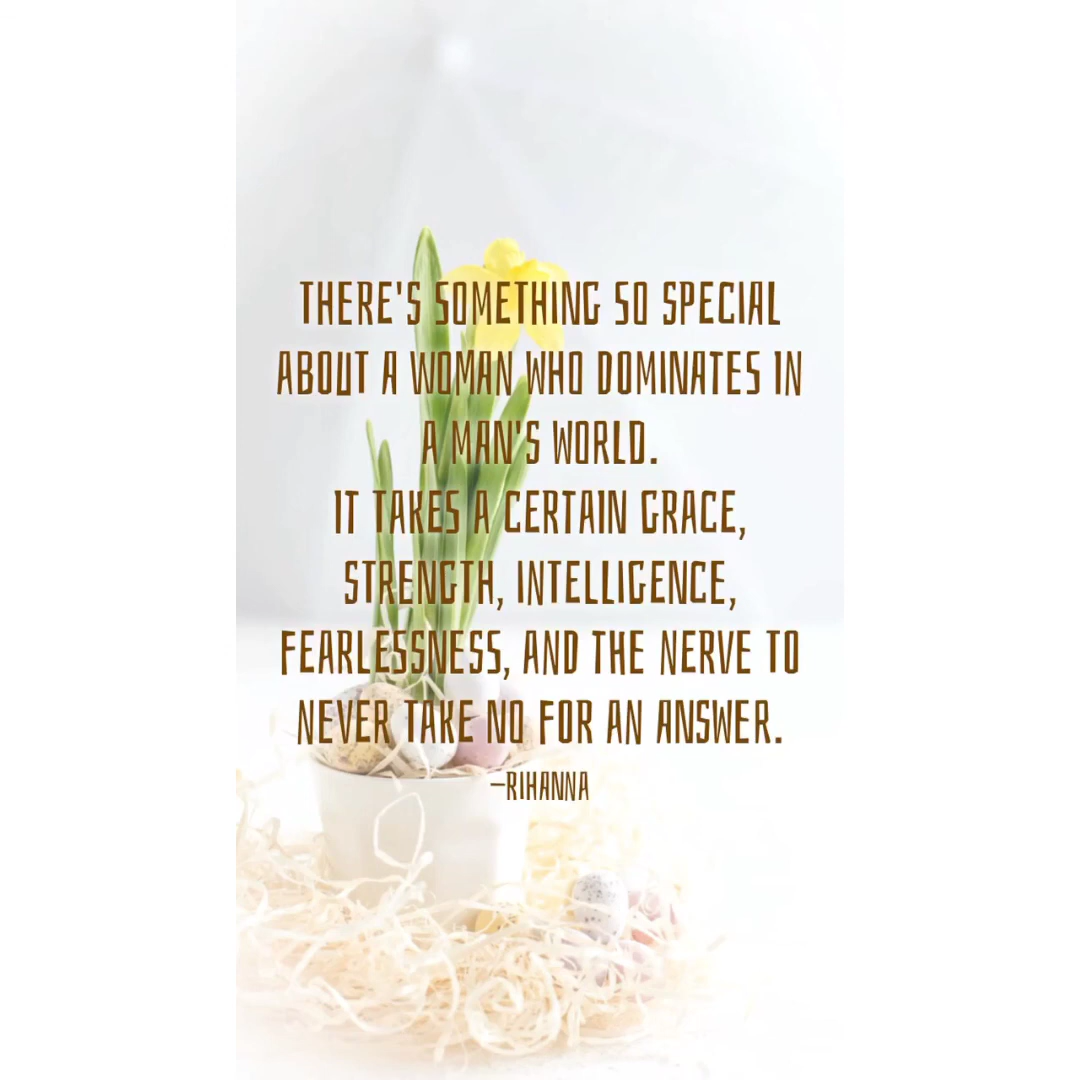 THERE'S SOMETHING SO SPECIAL
ABOUT A WOMAN WHO DOMINATES IN
A MAN'S WORLD.
IT TAKES A CERTAIN GRACE,
STRENGTH, INTELLIGENCE,
FEARLESSNESS, AND THE NERVE TO
NEVER TAKE NO FOR AN ANSWER.
—RIHANNA